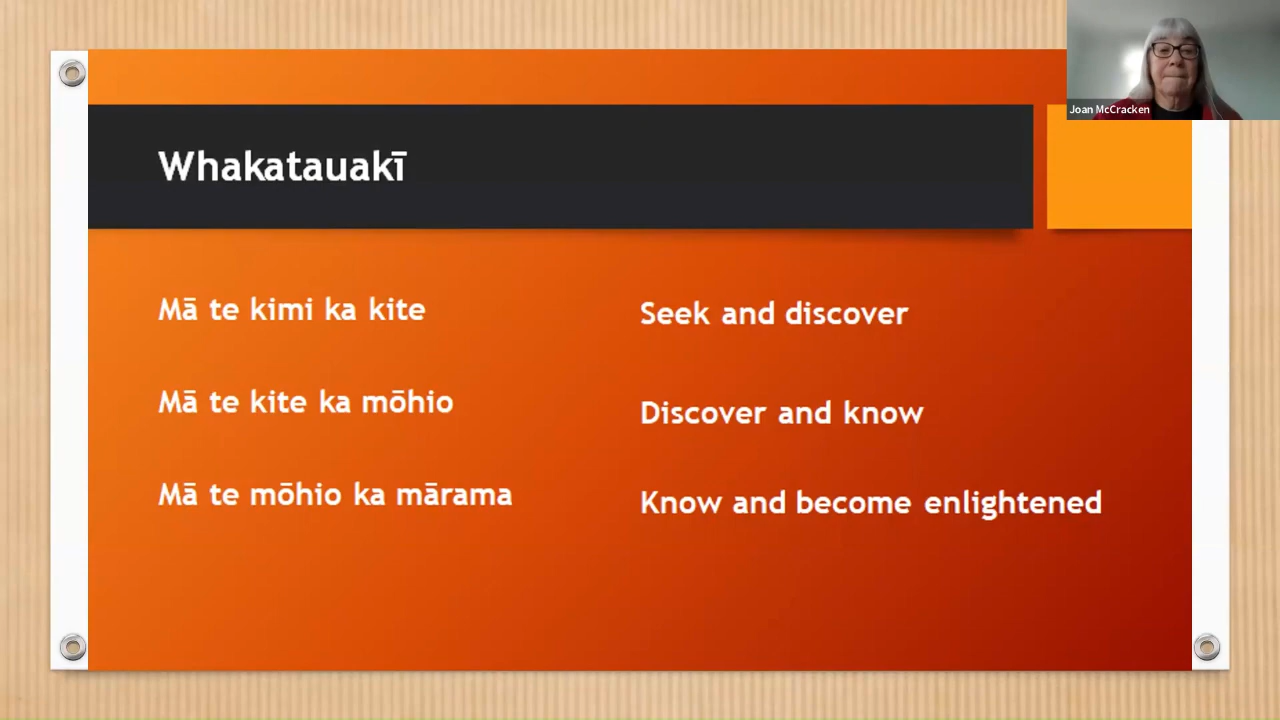 Joan McCracken
Whakatauakī
Mā te kimi ka kite
Mā te kite ka mōhio
Mā te mōhio ka mārama
Seek and discover
Discover and know
Know and become enlightened